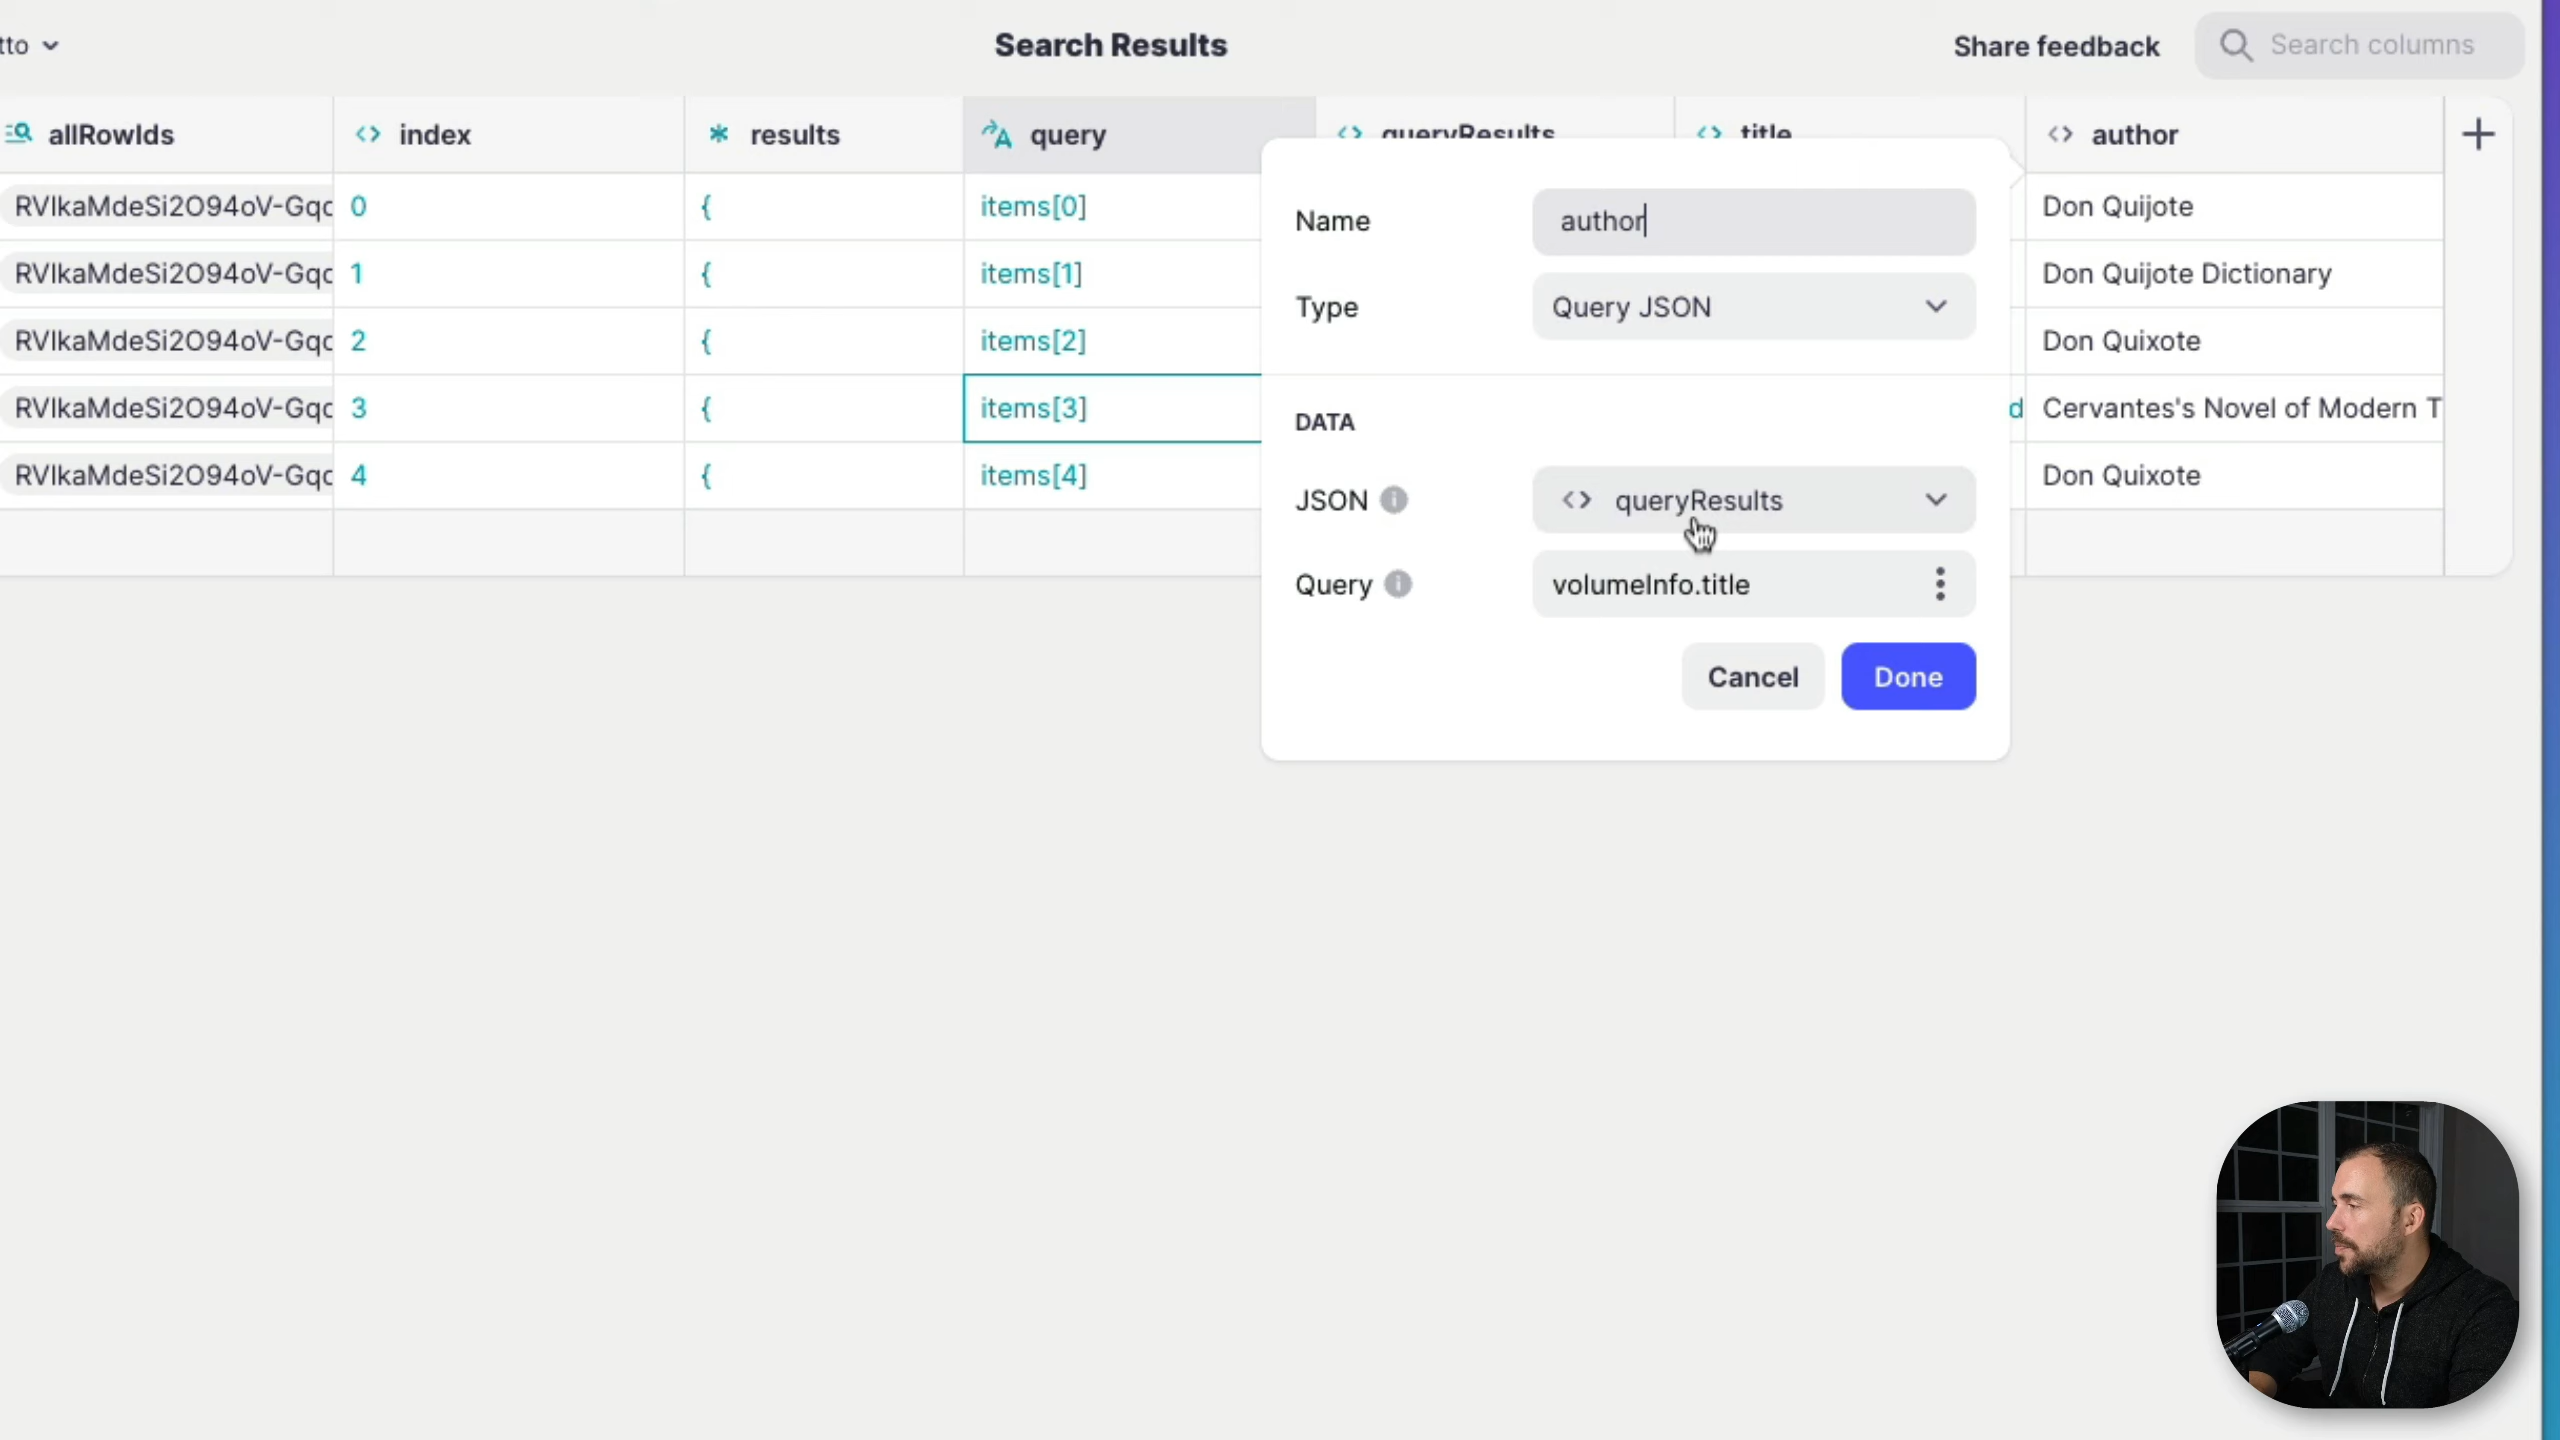 tto
Search Results
Share feedback
Search columns
allRowIds
index
results
query
queryResults
title
author
RVIkaMdeSi2O94oV-Gqc
0
{
items[0]
Don Quijote
RVIkaMdeSi2O94oV-Gqc
1
{
items[1]
Don Quijote Dictionary
RVIkaMdeSi2O94oV-Gqc
2
{
items[2]
Don Quixote
RVIkaMdeSi2O94oV-Gqc
3
{
items[3]
d
Cervantes's Novel of Modern T
RVIkaMdeSi2O94oV-Gqc
4
{
items[4]
Don Quixote
Name
author
Type
Query JSON
DATA
JSON
queryResults
Query
volumeInfo.title
Cancel
Done